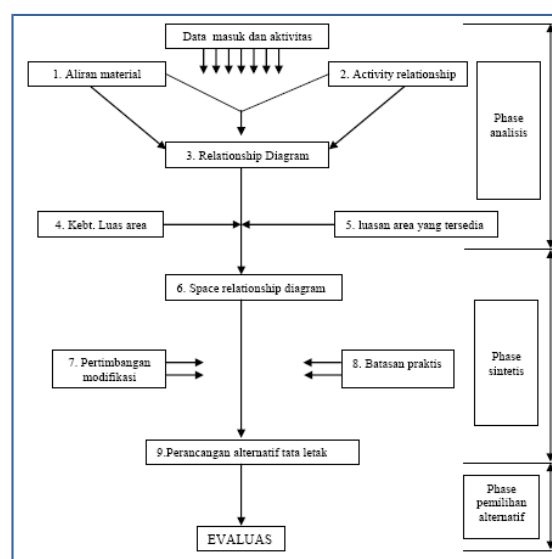 Data masuk dan aktivitas
1. Aliran material
2. Activity relationship
Phase
analisis
3. Relationship Diagram
4. Kebt. Luas area
5. luasan area yang tersedia
6. Space relationship diagram
7. Pertimbangan
modifikasi
8. Batasan praktis
Phase
sintetis
9.Perancangan alternatif tata letak
Phase
pemilihan
alternatif
EVALUAS